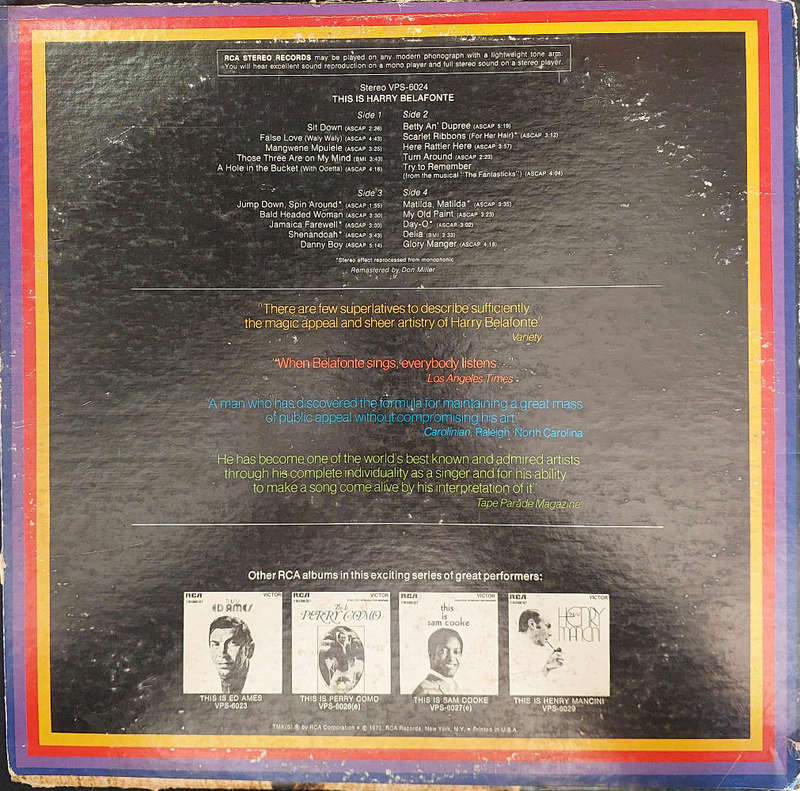 RCA STEREO RECORDS may be played on any modern phonograph with a lightweight tone arm.
You will hear excellent sound reproduction on a mono player and full stereo sound on a stereo player.
Stereo VPS-6024
THIS IS HARRY BELAFONTE
Side 1
Sit Down (ASCAP 2:26)
False Love (Waly Waly) (ASCAP 4:43)
Mangwene Mpulele (ASCAP 3:25)
Those Three are on My Mind (BMI 3:43)
A Hole in the Bucket (With Odetta) (ASCAP 4:18)
Side 2
Betty An' Dupree (ASCAP 5:19)
Scarlet Ribbons (For Her Hair)* (ASCAP 3:12)
Here Rattler Here (ASCAP 3:57)
Turn Around (ASCAP 2:23)
Try to Remember
(from the musical "The Fantasticks") (ASCAP 4:04)
Side 3
Jump Down, Spin Around* (ASCAP 1:55)
Bald Headed Woman (ASCAP 3:30)
Jamaica Farewell* (ASCAP 3:03)
Shenandoah* (ASCAP 3:43)
Danny Boy (ASCAP 5:14)
Side 4
Matilda, Matilda* (ASCAP 3:35)
My Old Paint (ASCAP 3:23)
Day-O* (ASCAP 3:02)
Delia (BMI 2:33)
Glory Manger (ASCAP 4:18)
*Stereo effect reprocessed from monophonic
Remastered by Don Miller
"There are few superlatives to describe sufficiently
the magic appeal and sheer artistry of Harry Belafonte."
Variety
"When Belafonte sings, everybody listens..."
Los Angeles Times
A man who has discovered the formula for maintaining a great mass
of public appeal without compromising his art."
Carolinian, Raleigh, North Carolina
He has become one of the world's best known and admired artists
through his complete individuality as a singer and for his ability
to make a song come alive by his interpretation of it."
Tape Parade Magazine
Other RCA albums in this exciting series of great performers:
RCA VICTOR
This is
ED AMES
THIS IS ED AMES
VPS-6023
RCA VICTOR
This is
PERRY COMO
THIS IS PERRY COMO
VPS-6026(e)
RCA VICTOR
this
is
sam cooke
THIS IS SAM COOKE
VPS-6027(e)
RCA VICTOR
HENRY
MANCINI
THIS IS HENRY MANCINI
VPS-6029
TMK(S) ® by RCA Corporation • © 1971, RCA Records, New York, N.Y. • Printed in U.S.A.